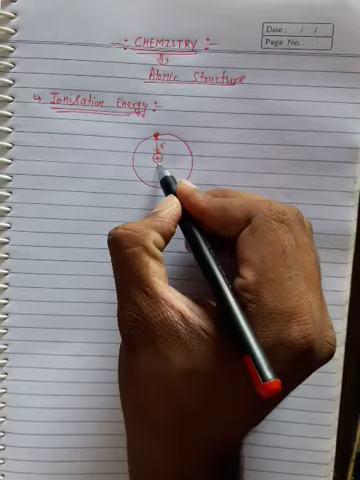 Date : / /
Page No.
-: CHEMISTRY :-
Atomic Structure
↳ Ionisation Energy :-
r
+